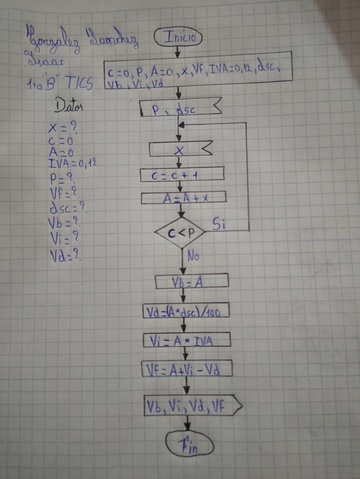 Gonzalez Sanchez
Isaac
1ro "B" TICS
Datos
x = ?
c = 0
A = 0
IVA = 0,12
P = ?
Vf = ?
dsc = ?
Vb = ?
Vi = ?
Vd = ?
Inicio
c=0, P, A=0, x, Vf, IVA=0,12, dsc,
Vb, Vi, Vd
P, dsc
x
c = c + 1
A = A + x
c < P
Si
No
Vb = A
Vd=(A*dsc)/100
Vi = A * IVA
Vf = A+Vi - Vd
Vb, Vi, Vd, Vf
Fin